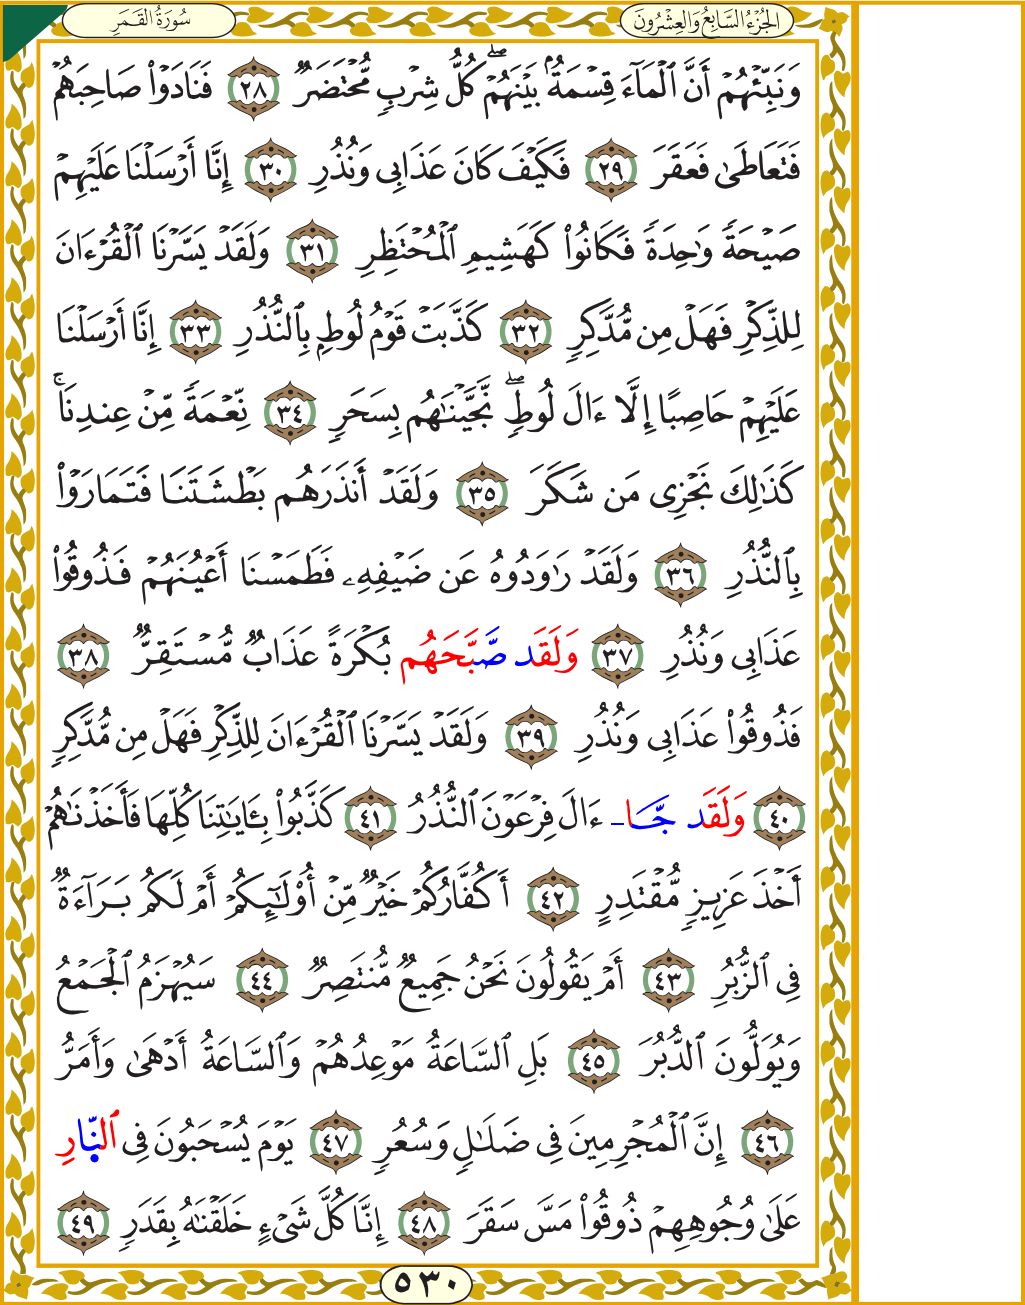 الجُزْءُ السَّابِعُ وَالعِشْرُونَ
سُورَةُ القَمَرِ
وَنَبِّئْهُمْ أَنَّ ٱلْمَآءَ قِسْمَةٌۢ بَيْنَهُمْۖ كُلُّ شِرْبٖ مُّحْتَضَرٞ ٢٨ فَنَادَوْاْ صَاحِبَهُمْ
فَتَعَاطَىٰ فَعَقَرَ ٢٩ فَكَيْفَ كَانَ عَذَابِى وَنُذُرِ ٣٠ إِنَّآ أَرْسَلْنَا عَلَيْهِمْ
صَيْحَةٗ وَٰحِدَةٗ فَكَانُواْ كَهَشِيمِ ٱلْمُحْتَظِرِ ٣١ وَلَقَدْ يَسَّرْنَا ٱلْقُرْءَانَ
لِلذِّكْرِ فَهَلْ مِن مُّدَّكِرٖ ٣٢ كَذَّبَتْ قَوْمُ لُوطِۭ بِٱلنُّذُرِ ٣٣ إِنَّآ أَرْسَلْنَا
عَلَيْهِمْ حَاصِبًا إِلَّآ ءَالَ لُوطٖۖ نَّجَّيْنَٰهُم بِسَحَرٖ ٣٤ نِّعْمَةٗ مِّنْ عِندِنَاۚ
كَذَٰلِكَ نَجْزِى مَن شَكَرَ ٣٥ وَلَقَدْ أَنذَرَهُم بَطْشَتَنَا فَتَمَارَوْاْ
بِٱلنُّذُرِ ٣٦ وَلَقَدْ رَٰوَدُوهُ عَن ضَيْفِهِۦ فَطَمَسْنَآ أَعْيُنَهُمْ فَذُوقُواْ
عَذَابِى وَنُذُرِ ٣٧ وَلَقَد صَّبَّحَهُم بُكْرَةً عَذَابٞ مُّسْتَقِرّٞ ٣٨
فَذُوقُواْ عَذَابِى وَنُذُرِ ٣٩ وَلَقَدْ يَسَّرْنَا ٱلْقُرْءَانَ لِلذِّكْرِ فَهَلْ مِن مُّدَّكِرٖ
٤٠ وَلَقَد جَّا۬ ءَالَ فِرْعَوْنَ ٱلنُّذُرُ ٤١ كَذَّبُواْ بِـَٔايَٰتِنَا كُلِّهَا فَأَخَذْنَٰهُمْ
أَخْذَ عَزِيزٖ مُّقْتَدِرٍ ٤٢ أَكُفَّارُكُمْ خَيْرٞ مِّنْ أُوْلَٰٓئِكُمْ أَمْ لَكُم بَرَآءَةٞ
فِى ٱلزُّبُرِ ٤٣ أَمْ يَقُولُونَ نَحْنُ جَمِيعٞ مُّنتَصِرٞ ٤٤ سَيُهْزَمُ ٱلْجَمْعُ
وَيُوَلُّونَ ٱلدُّبُرَ ٤٥ بَلِ ٱلسَّاعَةُ مَوْعِدُهُمْ وَٱلسَّاعَةُ أَدْهَىٰ وَأَمَرُّ
٤٦ إِنَّ ٱلْمُجْرِمِينَ فِى ضَلَٰلٖ وَسُعُرٖ ٤٧ يَوْمَ يُسْحَبُونَ فِى ٱلنّ۪ارِ
عَلَىٰ وُجُوهِهِمْ ذُوقُواْ مَسَّ سَقَرَ ٤٨ إِنَّا كُلَّ شَىْءٍ خَلَقْنَٰهُ بِقَدَرٖ ٤٩
٥٣٠